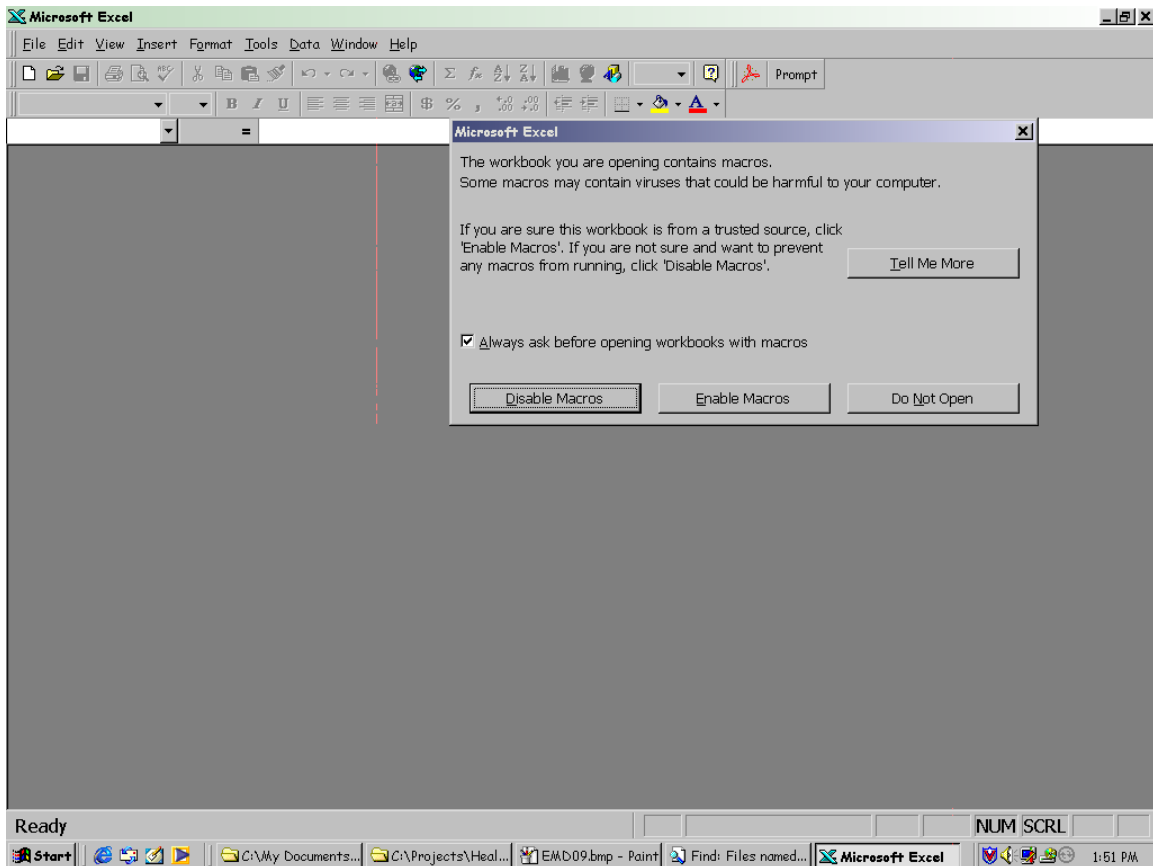 Microsoft Excel
File Edit View Insert Format Tools Data Window Help
Σ fx Prompt
B I U $ % , A
=
Microsoft Excel
The workbook you are opening contains macros.
Some macros may contain viruses that could be harmful to your computer.
If you are sure this workbook is from a trusted source, click
'Enable Macros'. If you are not sure and want to prevent
any macros from running, click 'Disable Macros'.
Tell Me More
Always ask before opening workbooks with macros
Disable Macros Enable Macros Do Not Open
Ready NUM SCRL
Start C:\My Documents... C:\Projects\Heal... EMD09.bmp - Paint Find: Files named... Microsoft Excel 1:51 PM